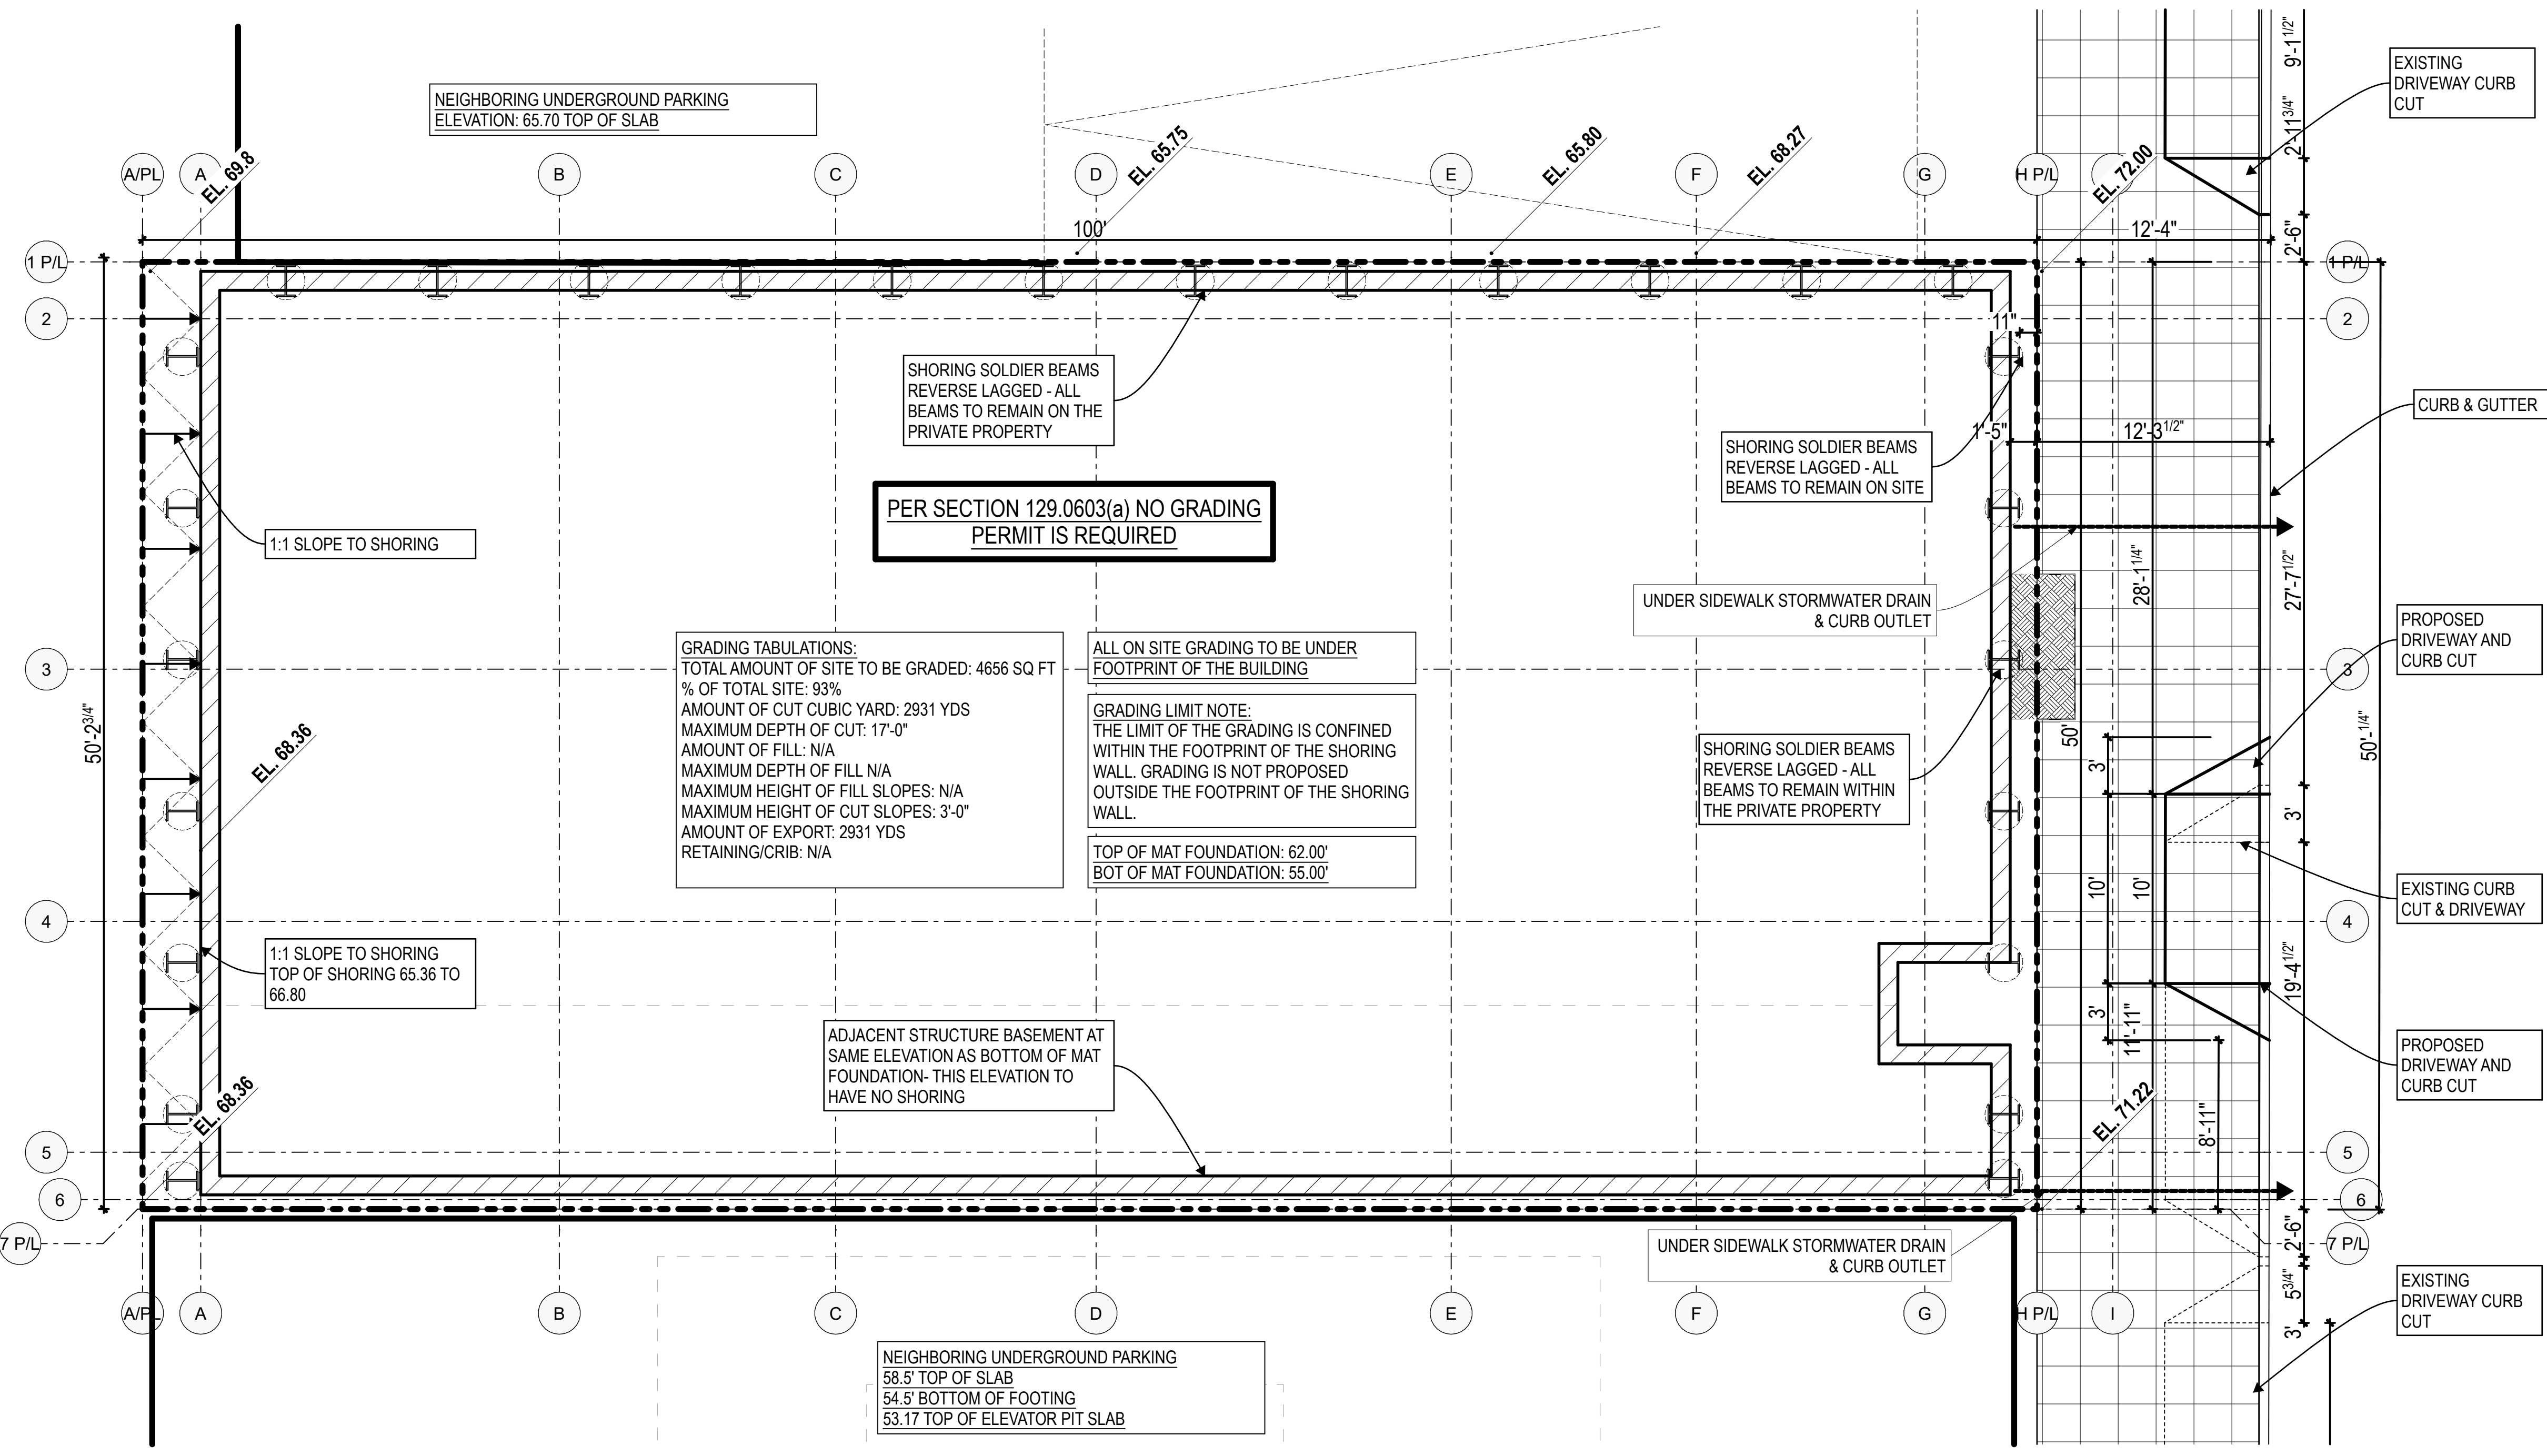 NEIGHBORING UNDERGROUND PARKING
ELEVATION: 65.70 TOP OF SLAB
EXISTING
DRIVEWAY CURB
CUT
9'-1 1/2"
2'-11 3/4"
2'-6"
A/PL
A
B
C
D
E
F
G
H P/L
EL. 69.8
EL. 65.75
EL. 65.80
EL. 68.27
EL. 72.00
100'
12'-4"
1 P/L
1 P/L
2
2
11"
SHORING SOLDIER BEAMS
REVERSE LAGGED - ALL
BEAMS TO REMAIN ON THE
PRIVATE PROPERTY
CURB & GUTTER
1'-5"
12'-3 1/2"
SHORING SOLDIER BEAMS
REVERSE LAGGED - ALL
BEAMS TO REMAIN ON SITE
PER SECTION 129.0603(a) NO GRADING
PERMIT IS REQUIRED
1:1 SLOPE TO SHORING
28'-1 1/4"
27'-7 1/2"
UNDER SIDEWALK STORMWATER DRAIN
& CURB OUTLET
PROPOSED
DRIVEWAY AND
CURB CUT
GRADING TABULATIONS:
TOTAL AMOUNT OF SITE TO BE GRADED: 4656 SQ FT
% OF TOTAL SITE: 93%
AMOUNT OF CUT CUBIC YARD: 2931 YDS
MAXIMUM DEPTH OF CUT: 17'-0"
AMOUNT OF FILL: N/A
MAXIMUM DEPTH OF FILL N/A
MAXIMUM HEIGHT OF FILL SLOPES: N/A
MAXIMUM HEIGHT OF CUT SLOPES: 3'-0"
AMOUNT OF EXPORT: 2931 YDS
RETAINING/CRIB: N/A
ALL ON SITE GRADING TO BE UNDER
FOOTPRINT OF THE BUILDING
GRADING LIMIT NOTE:
THE LIMIT OF THE GRADING IS CONFINED
WITHIN THE FOOTPRINT OF THE SHORING
WALL. GRADING IS NOT PROPOSED
OUTSIDE THE FOOTPRINT OF THE SHORING
WALL.
TOP OF MAT FOUNDATION: 62.00'
BOT OF MAT FOUNDATION: 55.00'
3
3
50'-2 3/4"
EL. 68.36
SHORING SOLDIER BEAMS
REVERSE LAGGED - ALL
BEAMS TO REMAIN WITHIN
THE PRIVATE PROPERTY
50'
50'-1/4"
3'
3'
10'
10'
EXISTING CURB
CUT & DRIVEWAY
4
4
1:1 SLOPE TO SHORING
TOP OF SHORING 65.36 TO
66.80
19'-4 1/2"
3'
11'-11"
ADJACENT STRUCTURE BASEMENT AT
SAME ELEVATION AS BOTTOM OF MAT
FOUNDATION- THIS ELEVATION TO
HAVE NO SHORING
PROPOSED
DRIVEWAY AND
CURB CUT
EL. 68.36
EL. 71.22
8'-11"
5
5
6
6
7 P/L
7 P/L
2'-6"
UNDER SIDEWALK STORMWATER DRAIN
& CURB OUTLET
5 3/4"
3'
EXISTING
DRIVEWAY CURB
CUT
A/PL
A
B
C
D
E
F
G
H P/L
I
NEIGHBORING UNDERGROUND PARKING
58.5' TOP OF SLAB
54.5' BOTTOM OF FOOTING
53.17 TOP OF ELEVATOR PIT SLAB